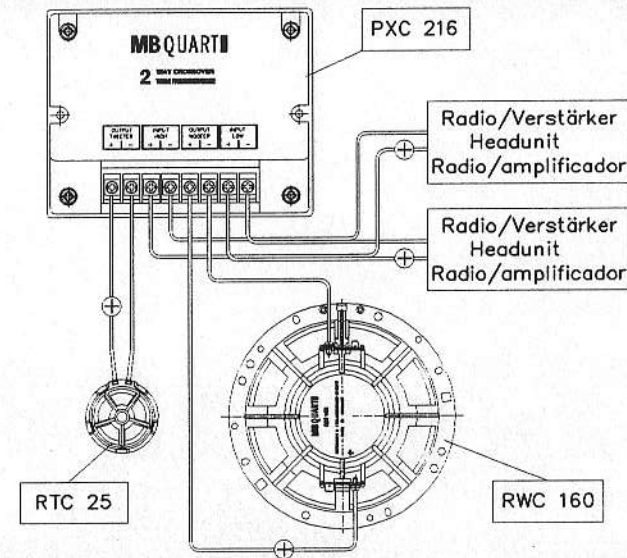 PXC 216
MB QUART
2 WAY CROSSOVER
OUTPUT TWEETER INPUT HIGH OUTPUT WOOFER INPUT LOW
+ - + - + - + -
Radio/Verstärker
Headunit
Radio/amplificador
Radio/Verstärker
Headunit
Radio/amplificador
MB QUART
RTC 25
RWC 160